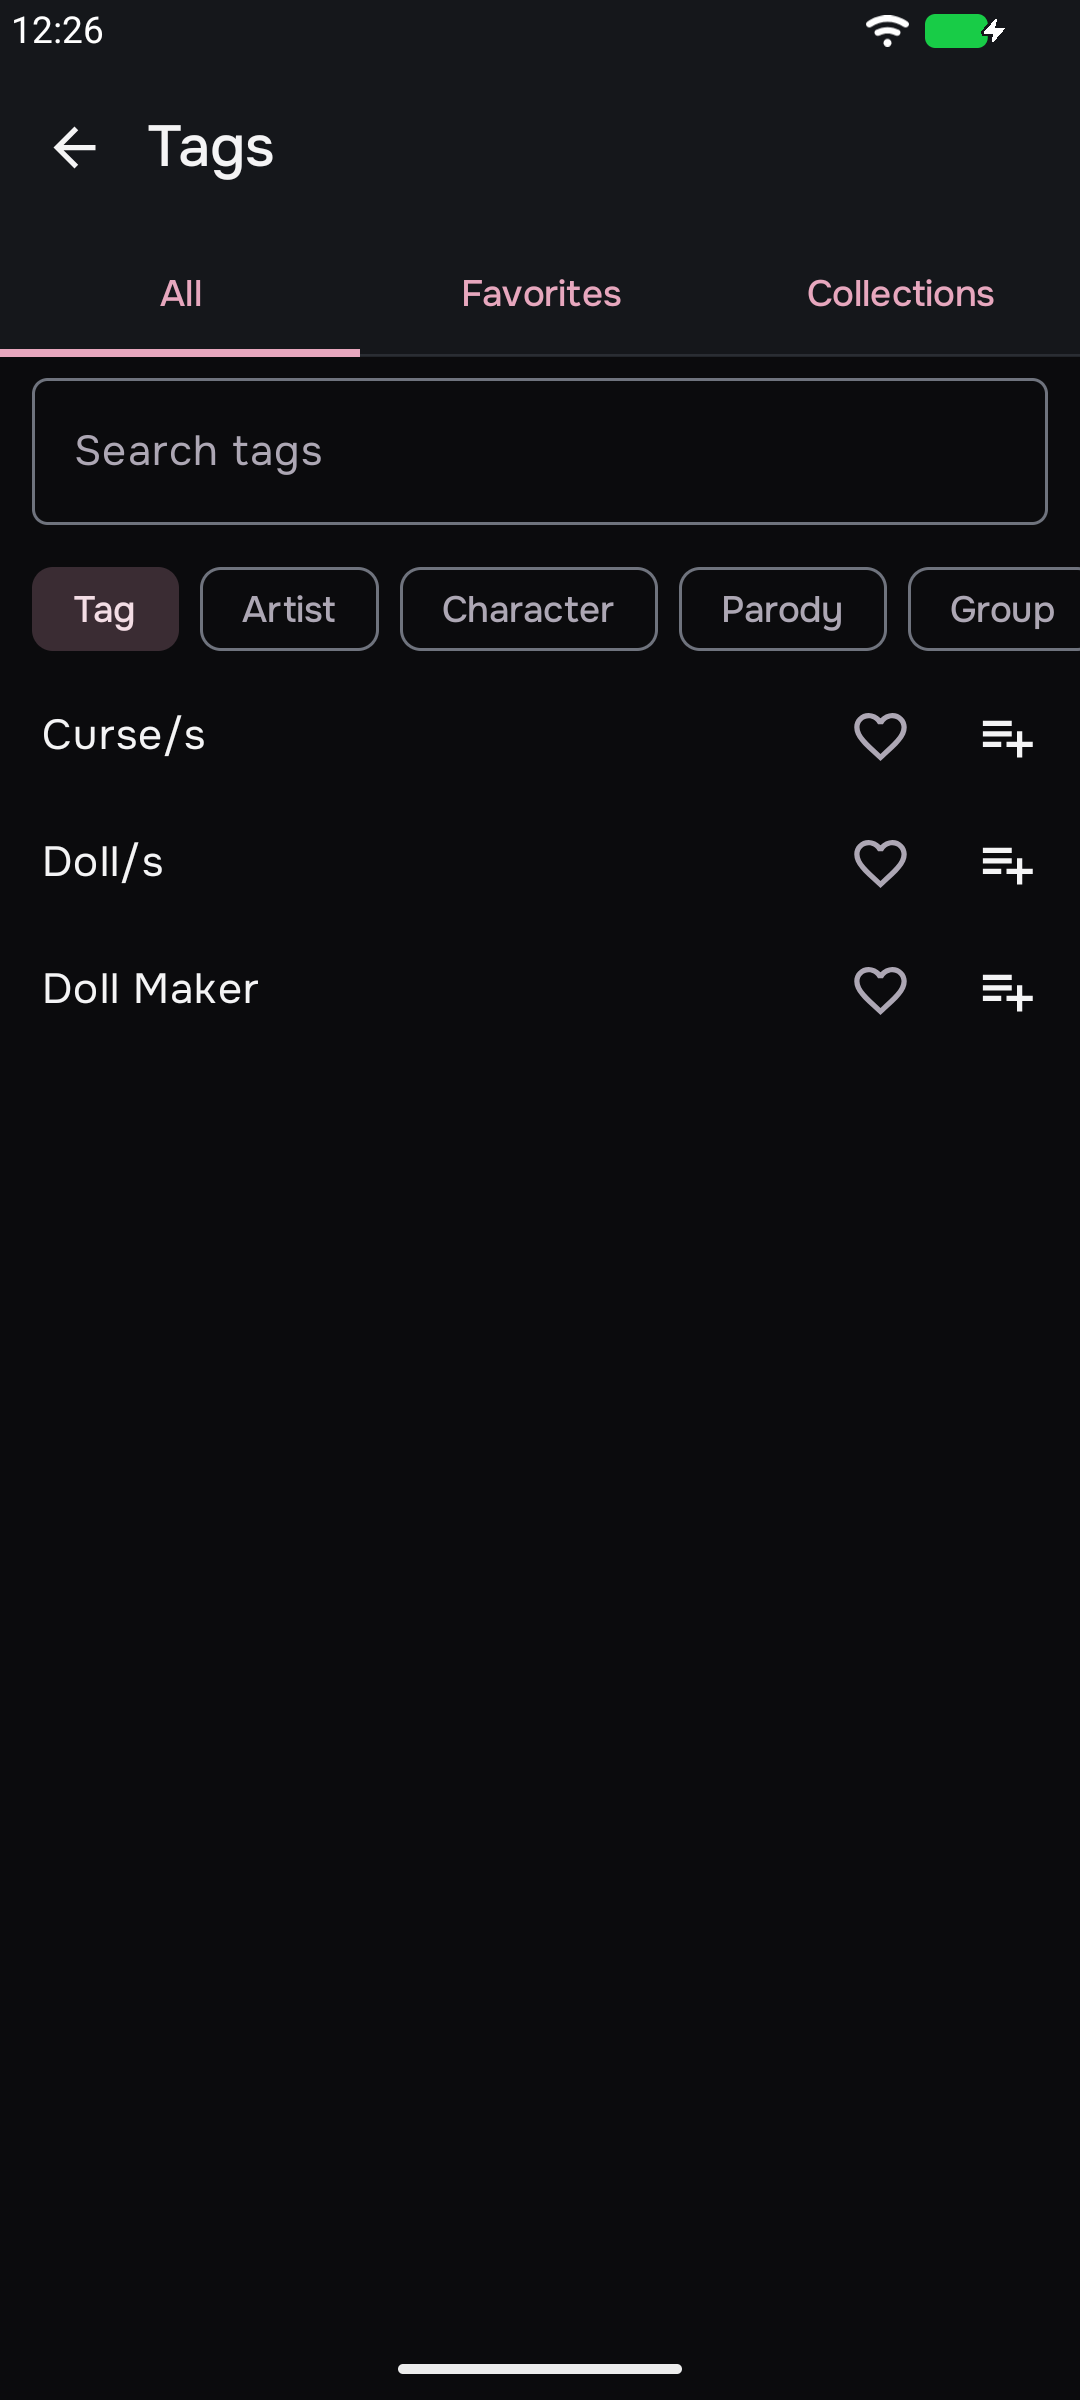 12:26
Tags
All Favorites Collections
Search tags
Tag Artist Character Parody Group
Curse/s
Doll/s
Doll Maker